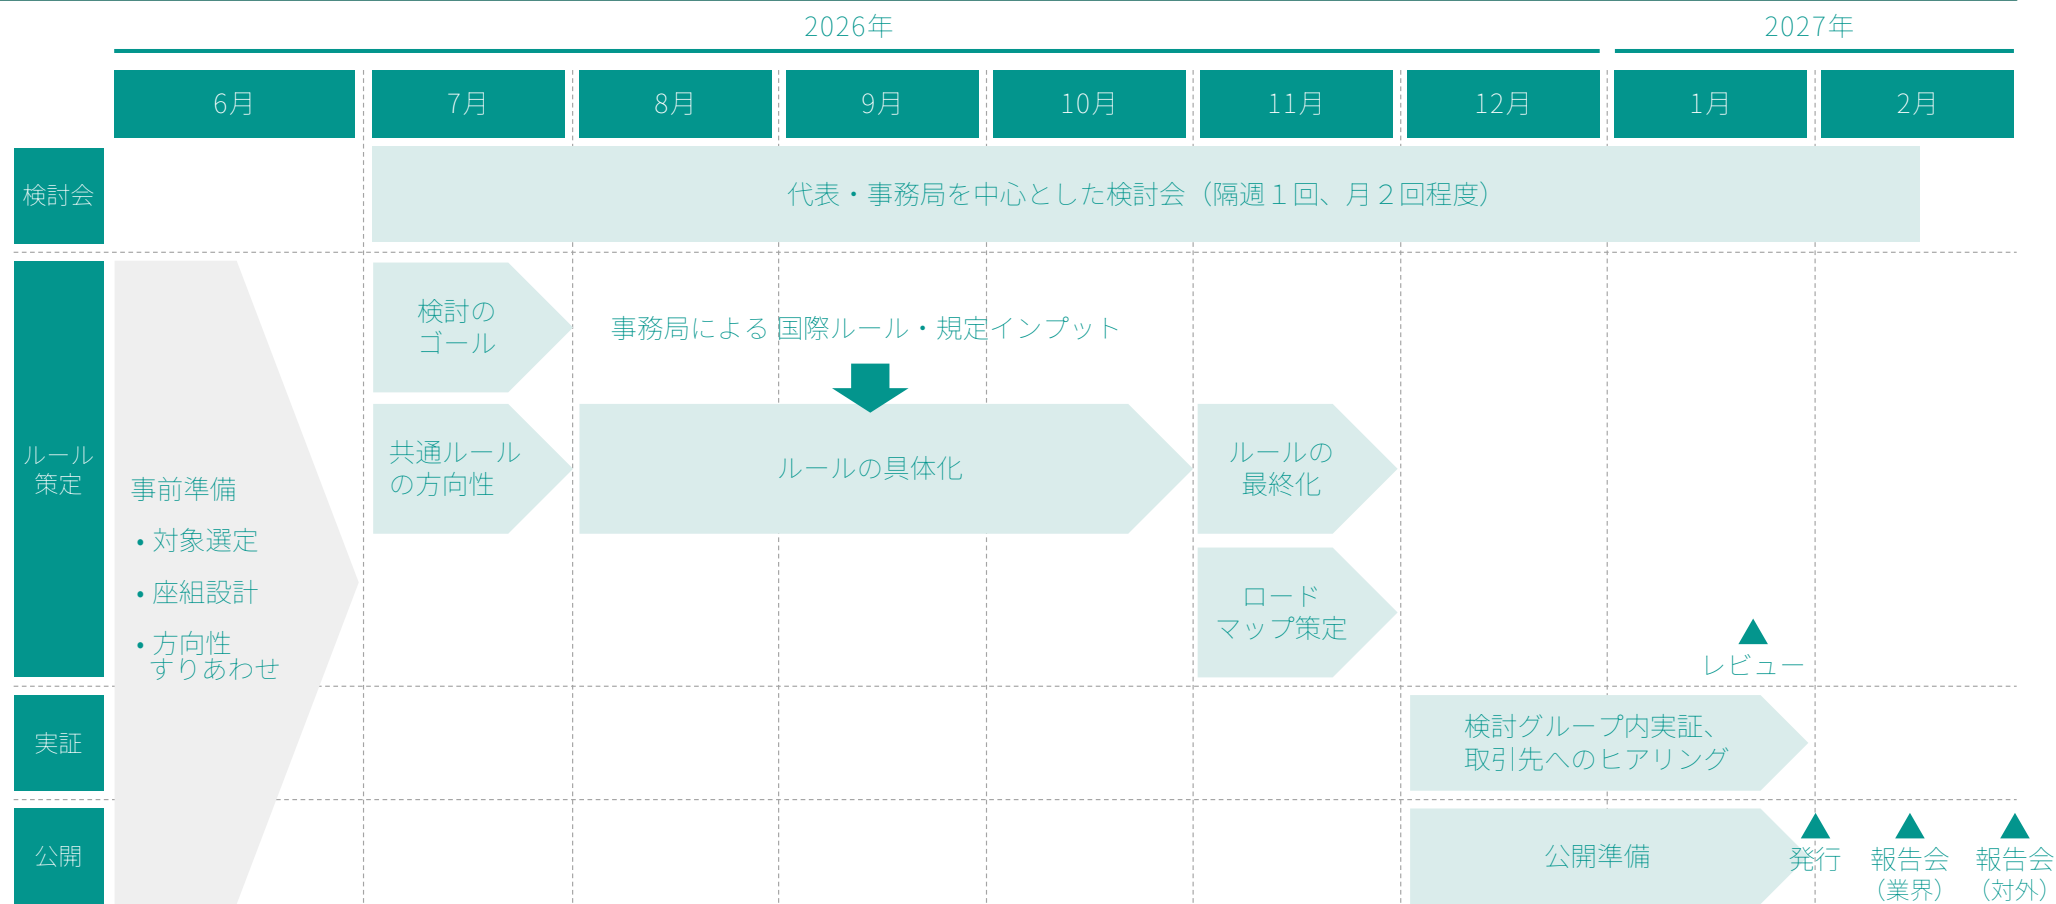 2026年
2027年
6月
7月
8月
9月
10月
11月
12月
1月
2月
検討会
代表・事務局を中心とした検討会（隔週１回、月２回程度）
ルール
策定
事前準備
• 対象選定
• 座組設計
• 方向性
すりあわせ
検討の
ゴール
事務局による 国際ルール・規定インプット
共通ルール
の方向性
ルールの具体化
ルールの
最終化
ロード
マップ策定
レビュー
実証
検討グループ内実証、
取引先へのヒアリング
公開
公開準備
発行
報告会
（業界）
報告会
（対外）